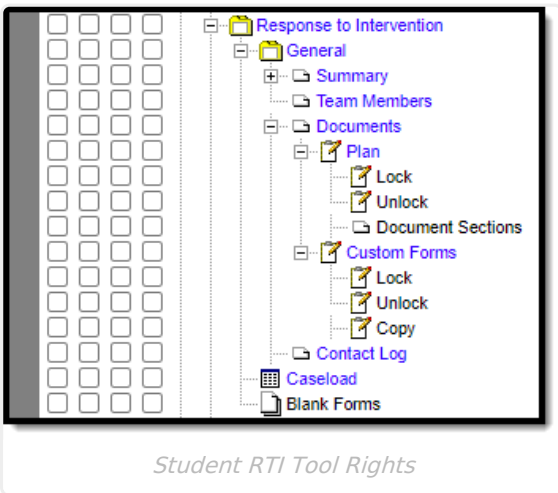 Response to Intervention
General
Summary
Team Members
Documents
Plan
Lock
Unlock
Document Sections
Custom Forms
Lock
Unlock
Copy
Contact Log
Caseload
Blank Forms
Student RTI Tool Rights